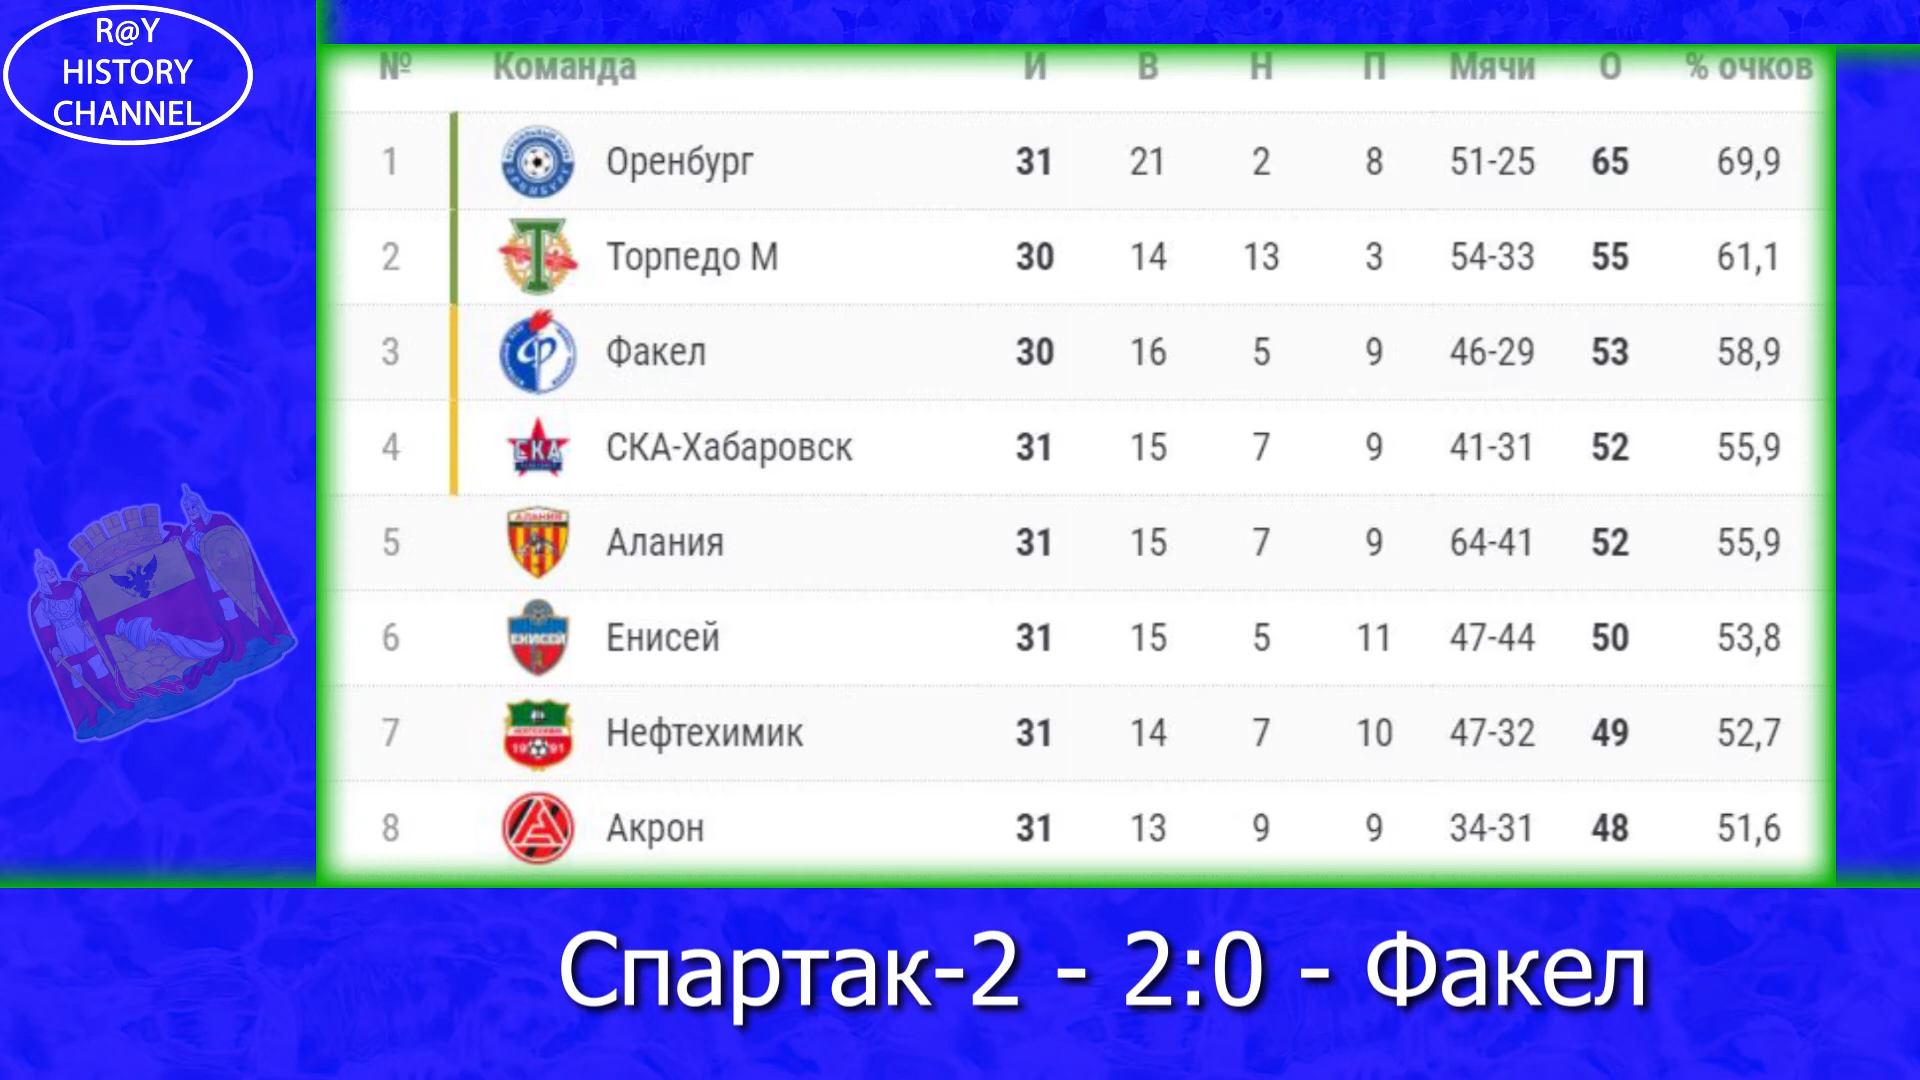 R@Y
HISTORY
CHANNEL
№ Команда И В Н П Мячи О % очков
1 Оренбург 31 21 2 8 51-25 65 69,9
2 Торпедо М 30 14 13 3 54-33 55 61,1
3 Факел 30 16 5 9 46-29 53 58,9
4 СКА СКА-Хабаровск 31 15 7 9 41-31 52 55,9
5 АЛАНИЯ Алания 31 15 7 9 64-41 52 55,9
6 ЕНИСЕЙ Енисей 31 15 5 11 47-44 50 53,8
7 1991 Нефтехимик 31 14 7 10 47-32 49 52,7
8 Акрон 31 13 9 9 34-31 48 51,6
Спартак-2 - 2:0 - Факел